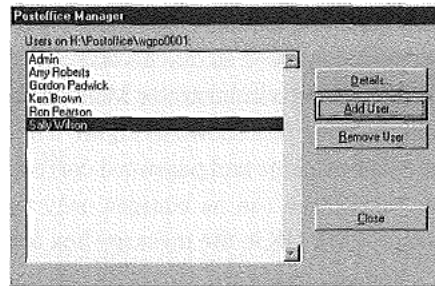 Postoffice Manager
Users on H:\Postoffice\wgpo0001:
Admin
Amy Roberts
Gordon Padwick
Ken Brown
Ron Pearson
Sally Wilson
Details...
Add User...
Remove User
Close